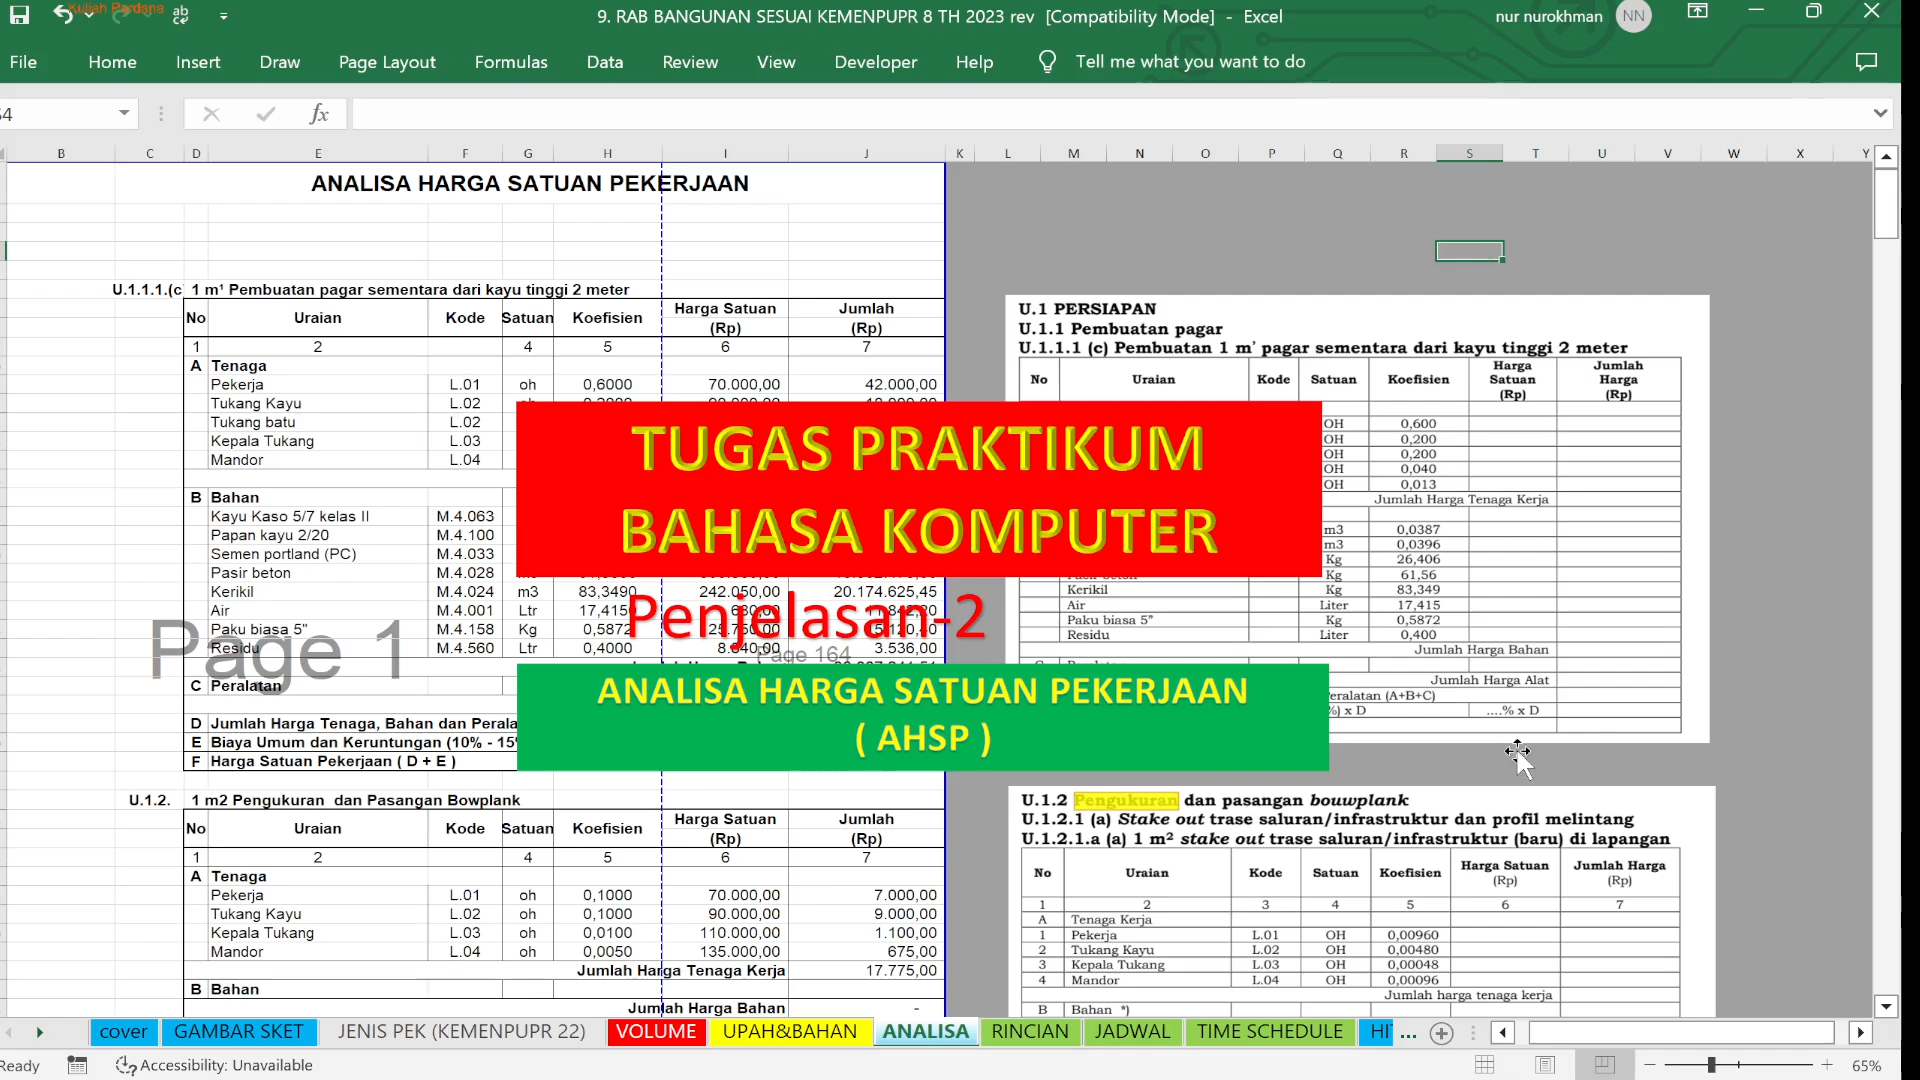 Kuliah Perdana
9. RAB BANGUNAN SESUAI KEMENPUPR 8 TH 2023 rev [Compatibility Mode] - Excel
nur nurokhman NN
File Home Insert Draw Page Layout Formulas Data Review View Developer Help Tell me what you want to do
fx
B C D E F G H I J K L M N O P Q R S T U V W X Y
ANALISA HARGA SATUAN PEKERJAAN
U.1.1.1.(c) 1 m¹ Pembuatan pagar sementara dari kayu tinggi 2 meter
No Uraian Kode Satuan Koefisien Harga Satuan (Rp) Jumlah (Rp)
1 2 4 5 6 7
A Tenaga
Pekerja L.01 oh 0,6000 70.000,00 42.000,00
Tukang Kayu L.02
Tukang batu L.02
Kepala Tukang L.03
Mandor L.04
B Bahan
Kayu Kaso 5/7 kelas II M.4.063
Papan kayu 2/20 M.4.100
Semen portland (PC) M.4.033
Pasir beton M.4.028
Kerikil M.4.024 m3 83,3490 242.050,00 20.174.625,45
Air M.4.001 Ltr 17,4150
Paku biasa 5" M.4.158 Kg 0,5872
Residu M.4.560 Ltr 0,4000 8.840,00 3.536,00
Page 1
Page 164
C Peralatan
D Jumlah Harga Tenaga, Bahan dan Pera
E Biaya Umum dan Keruntungan (10% - 15%
F Harga Satuan Pekerjaan ( D + E )
TUGAS PRAKTIKUM
BAHASA KOMPUTER
Penjelasan-2
ANALISA HARGA SATUAN PEKERJAAN
( AHSP )
U.1.2. 1 m2 Pengukuran dan Pasangan Bowplank
No Uraian Kode Satuan Koefisien Harga Satuan (Rp) Jumlah (Rp)
1 2 4 5 6 7
A Tenaga
Pekerja L.01 oh 0,1000 70.000,00 7.000,00
Tukang Kayu L.02 oh 0,1000 90.000,00 9.000,00
Kepala Tukang L.03 oh 0,0100 110.000,00 1.100,00
Mandor L.04 oh 0,0050 135.000,00 675,00
Jumlah Harga Tenaga Kerja 17.775,00
B Bahan
Jumlah Harga Bahan -
U.1 PERSIAPAN
U.1.1 Pembuatan pagar
U.1.1.1 (c) Pembuatan 1 m’ pagar sementara dari kayu tinggi 2 meter
No Uraian Kode Satuan Koefisien Harga Satuan (Rp) Jumlah Harga (Rp)
OH 0,600
OH 0,200
OH 0,200
OH 0,040
OH 0,013
Jumlah Harga Tenaga Kerja
m3 0,0387
m3 0,0396
Kg 26,406
Kg 61,56
Kerikil Kg 83,349
Air Liter 17,415
Paku biasa 5” Kg 0,5872
Residu Liter 0,400
Jumlah Harga Bahan
Jumlah Harga Alat
eralatan (A+B+C)
%) x D ....% x D
U.1.2 Pengukuran dan pasangan bouwplank
U.1.2.1 (a) Stake out trase saluran/infrastruktur dan profil melintang
U.1.2.1.a (a) 1 m² stake out trase saluran/infrastruktur (baru) di lapangan
No Uraian Kode Satuan Koefisien Harga Satuan (Rp) Jumlah Harga (Rp)
1 2 3 4 5 6 7
A Tenaga Kerja
1 Pekerja L.01 OH 0,00960
2 Tukang Kayu L.02 OH 0,00480
3 Kepala Tukang L.03 OH 0,00048
4 Mandor L.04 OH 0,00096
Jumlah harga tenaga kerja
B Bahan *)
cover GAMBAR SKET JENIS PEK (KEMENPUPR 22) VOLUME UPAH&BAHAN ANALISA RINCIAN JADWAL TIME SCHEDULE HI ...
Ready Accessibility: Unavailable 65%